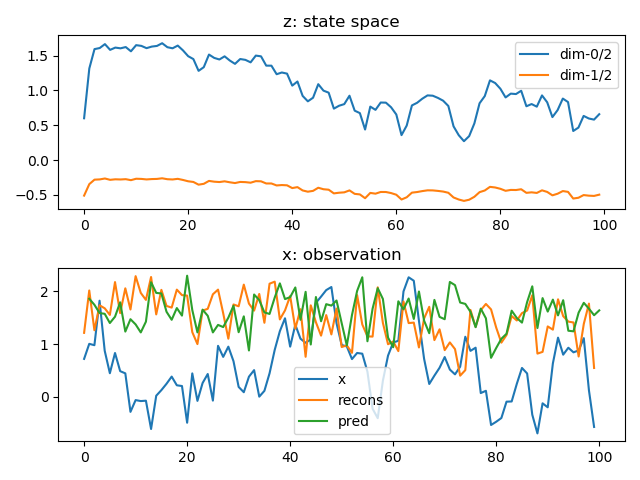 z: state space
1.5
1.0
0.5
0.0
−0.5
dim-0/2
dim-1/2
0 20 40 60 80 100
x: observation
2
1
0
x
recons
pred
0 20 40 60 80 100